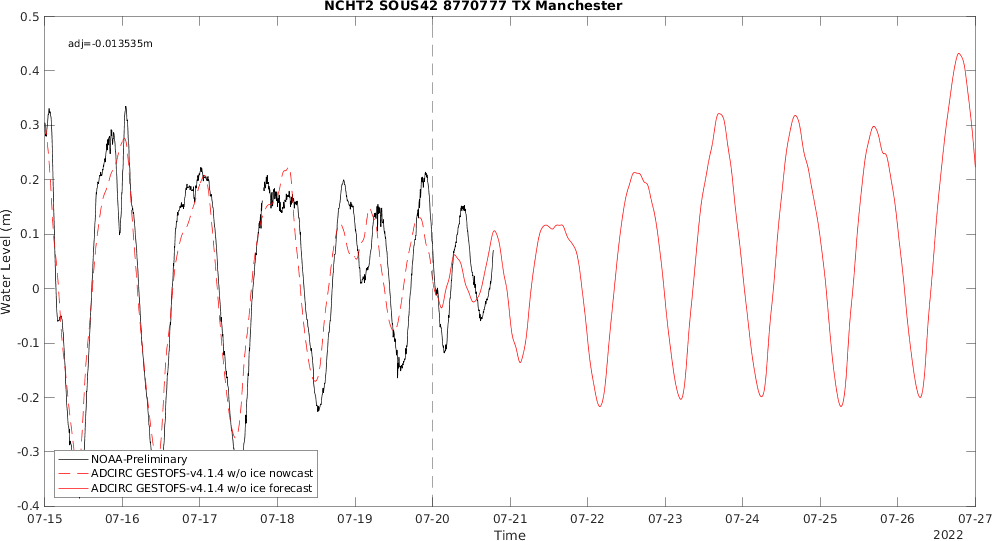 NCHT2 SOUS42 8770777 TX Manchester
adj=-0.013535m
Water Level (m)
0.5
0.4
0.3
0.2
0.1
0
-0.1
-0.2
-0.3
-0.4
NOAA-Preliminary
ADCIRC GESTOFS-v4.1.4 w/o ice nowcast
ADCIRC GESTOFS-v4.1.4 w/o ice forecast
07-15 07-16 07-17 07-18 07-19 07-20 07-21 07-22 07-23 07-24 07-25 07-26 07-27
Time
2022